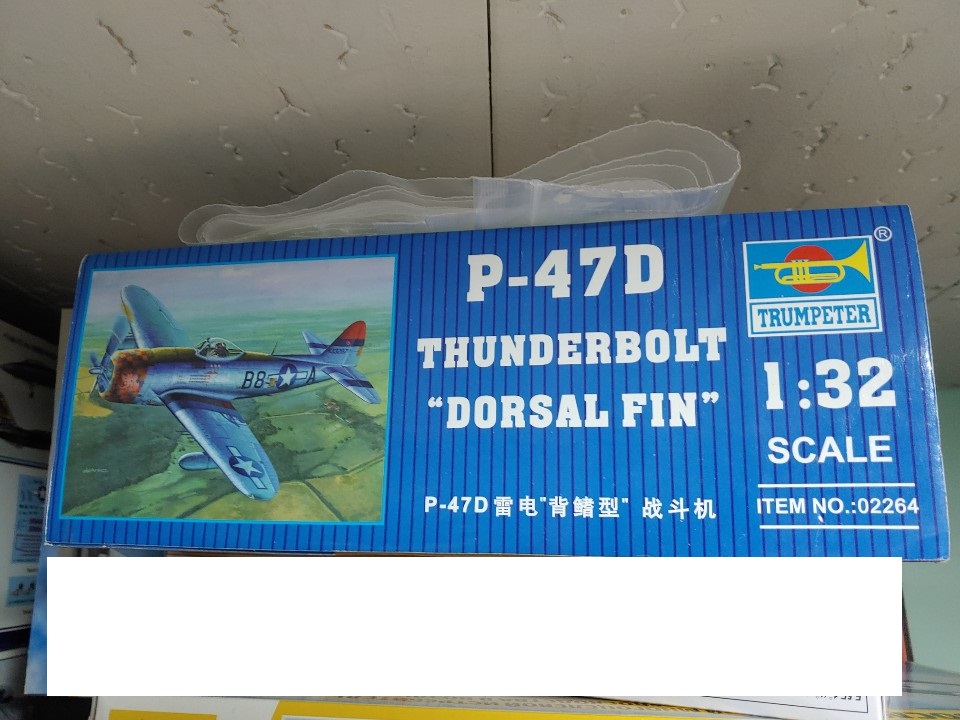 P-47D
THUNDERBOLT
“DORSAL FIN”
P-47D雷电"背鳍型" 战斗机
®
TRUMPETER
1:32
SCALE
ITEM NO.:02264
B8 A